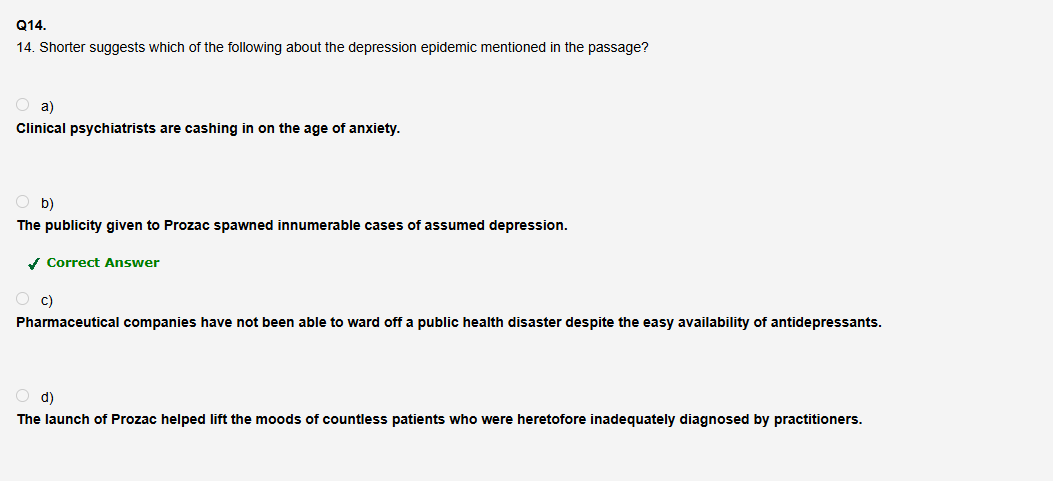 Q14.
14. Shorter suggests which of the following about the depression epidemic mentioned in the passage?
a)
Clinical psychiatrists are cashing in on the age of anxiety.
b)
The publicity given to Prozac spawned innumerable cases of assumed depression.
✓ Correct Answer
c)
Pharmaceutical companies have not been able to ward off a public health disaster despite the easy availability of antidepressants.
d)
The launch of Prozac helped lift the moods of countless patients who were heretofore inadequately diagnosed by practitioners.